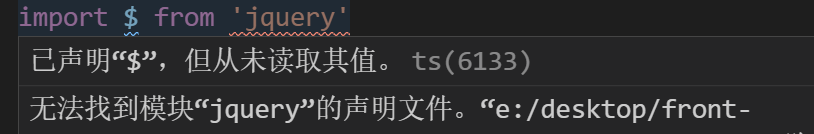 import $ from 'jquery'
已声明“$”，但从未读取其值。 ts(6133)
无法找到模块“jquery”的声明文件。“e:/desktop/front-